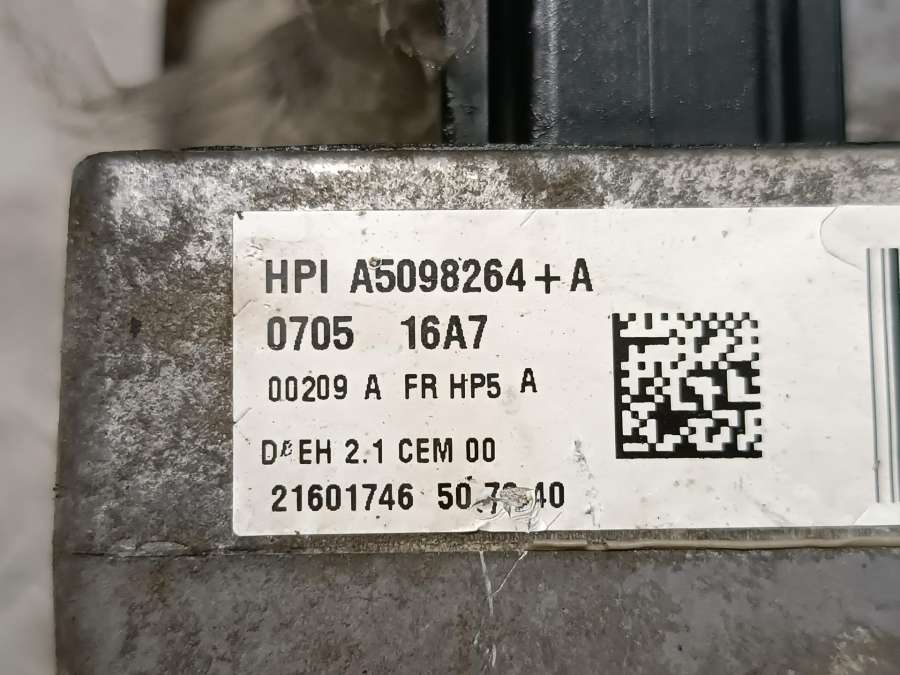 HPI A5098264+A
0705 16A7
00209 A FR HP5 A
EH 2.1 CEM 00
21601746